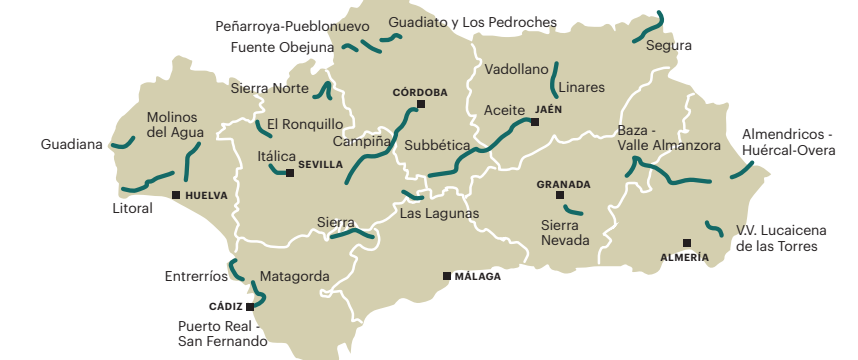 Peñarroya-Pueblonuevo
Guadiato y Los Pedroches
Fuente Obejuna
Segura
Vadollano
Linares
Sierra Norte
CÓRDOBA
Aceite
JAÉN
Molinos
del Agua
El Ronquillo
Campiña
Subbética
Baza -
Valle Almanzora
Almendricos -
Huércal-Overa
Guadiana
Itálica
SEVILLA
GRANADA
HUELVA
Litoral
Las Lagunas
Sierra
Sierra
Nevada
V.V. Lucaicena
de las Torres
ALMERÍA
Entrerríos
Matagorda
MÁLAGA
CÁDIZ
Puerto Real -
San Fernando